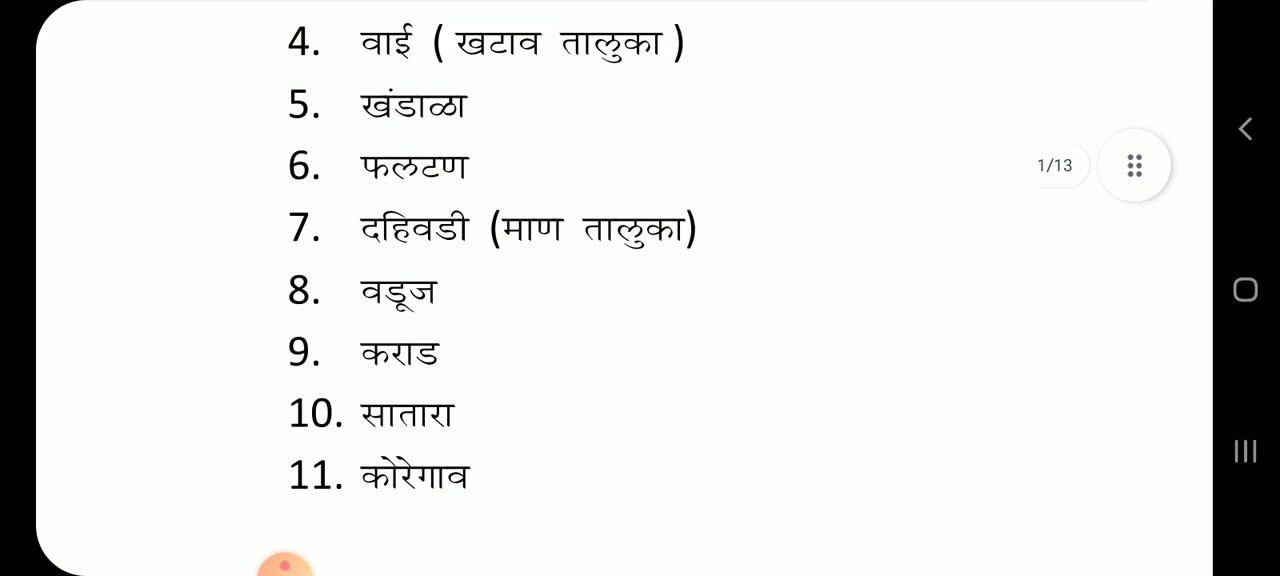 4. वाई ( खटाव तालुका )
5. खंडाळा
6. फलटण
1/13
7. दहिवडी (माण तालुका)
8. वडूज
9. कराड
10. सातारा
11. कोरेगाव